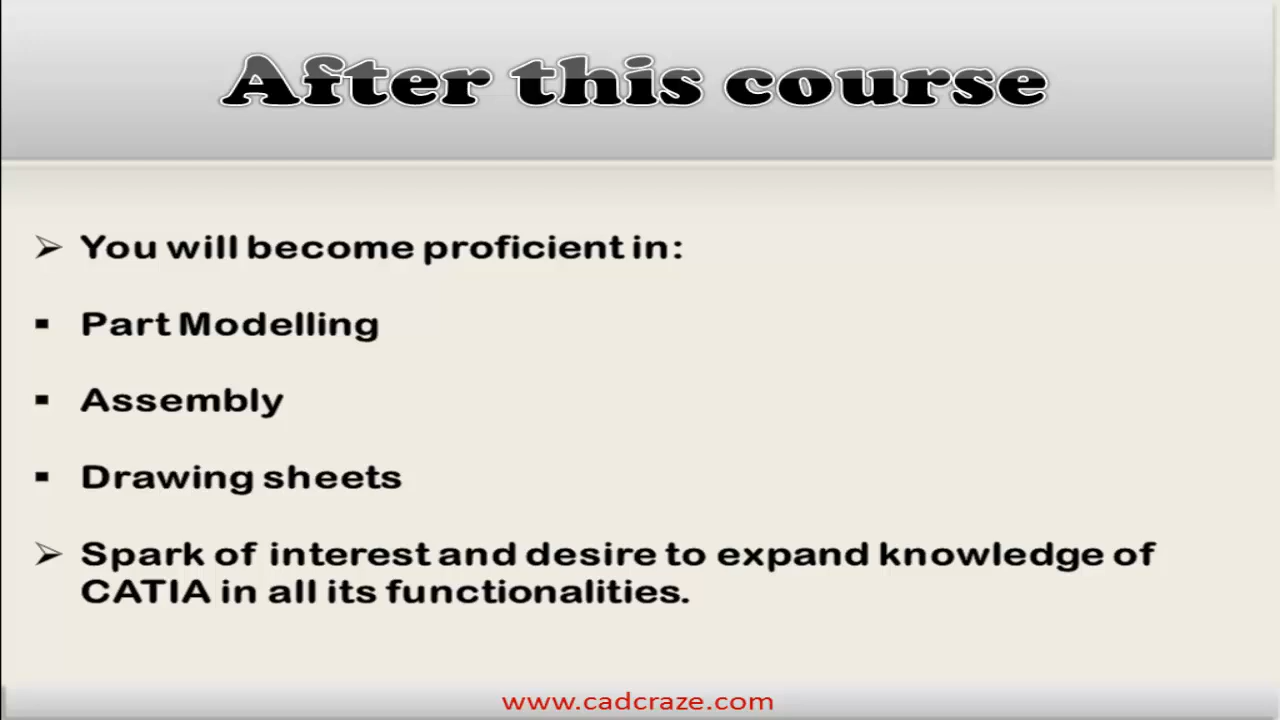 After this course
➢ You will become proficient in:
▪ Part Modelling
▪ Assembly
▪ Drawing sheets
➢ Spark of interest and desire to expand knowledge of
CATIA in all its functionalities.
www.cadcraze.com